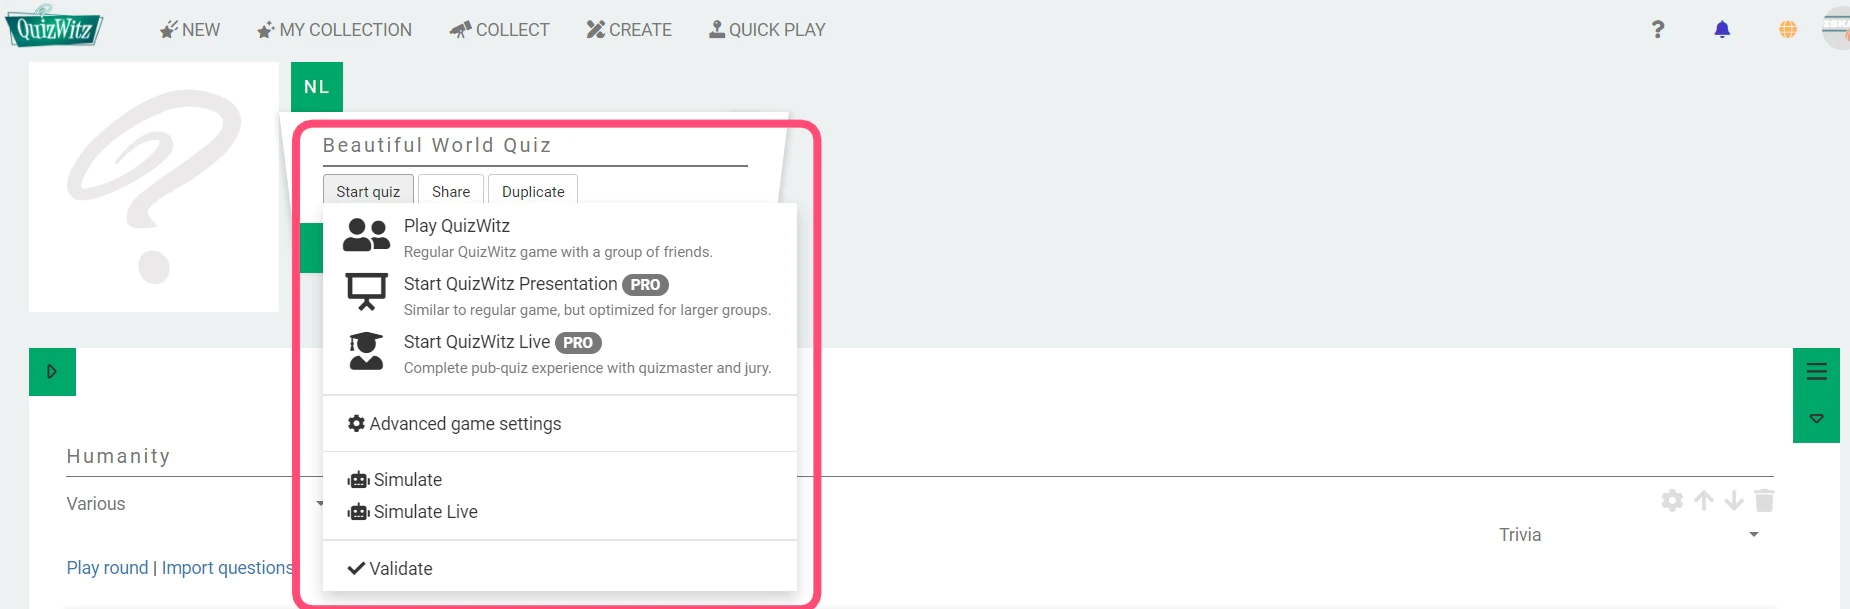 QuizWitz NEW MY COLLECTION COLLECT CREATE QUICK PLAY ?
NL
Beautiful World Quiz
Start quiz Share Duplicate
Play QuizWitz
Regular QuizWitz game with a group of friends.
Start QuizWitz Presentation PRO
Similar to regular game, but optimized for larger groups.
Start QuizWitz Live PRO
Complete pub-quiz experience with quizmaster and jury.
Advanced game settings
Simulate
Simulate Live
Validate
Humanity
Various
Trivia
Play round | Import questions